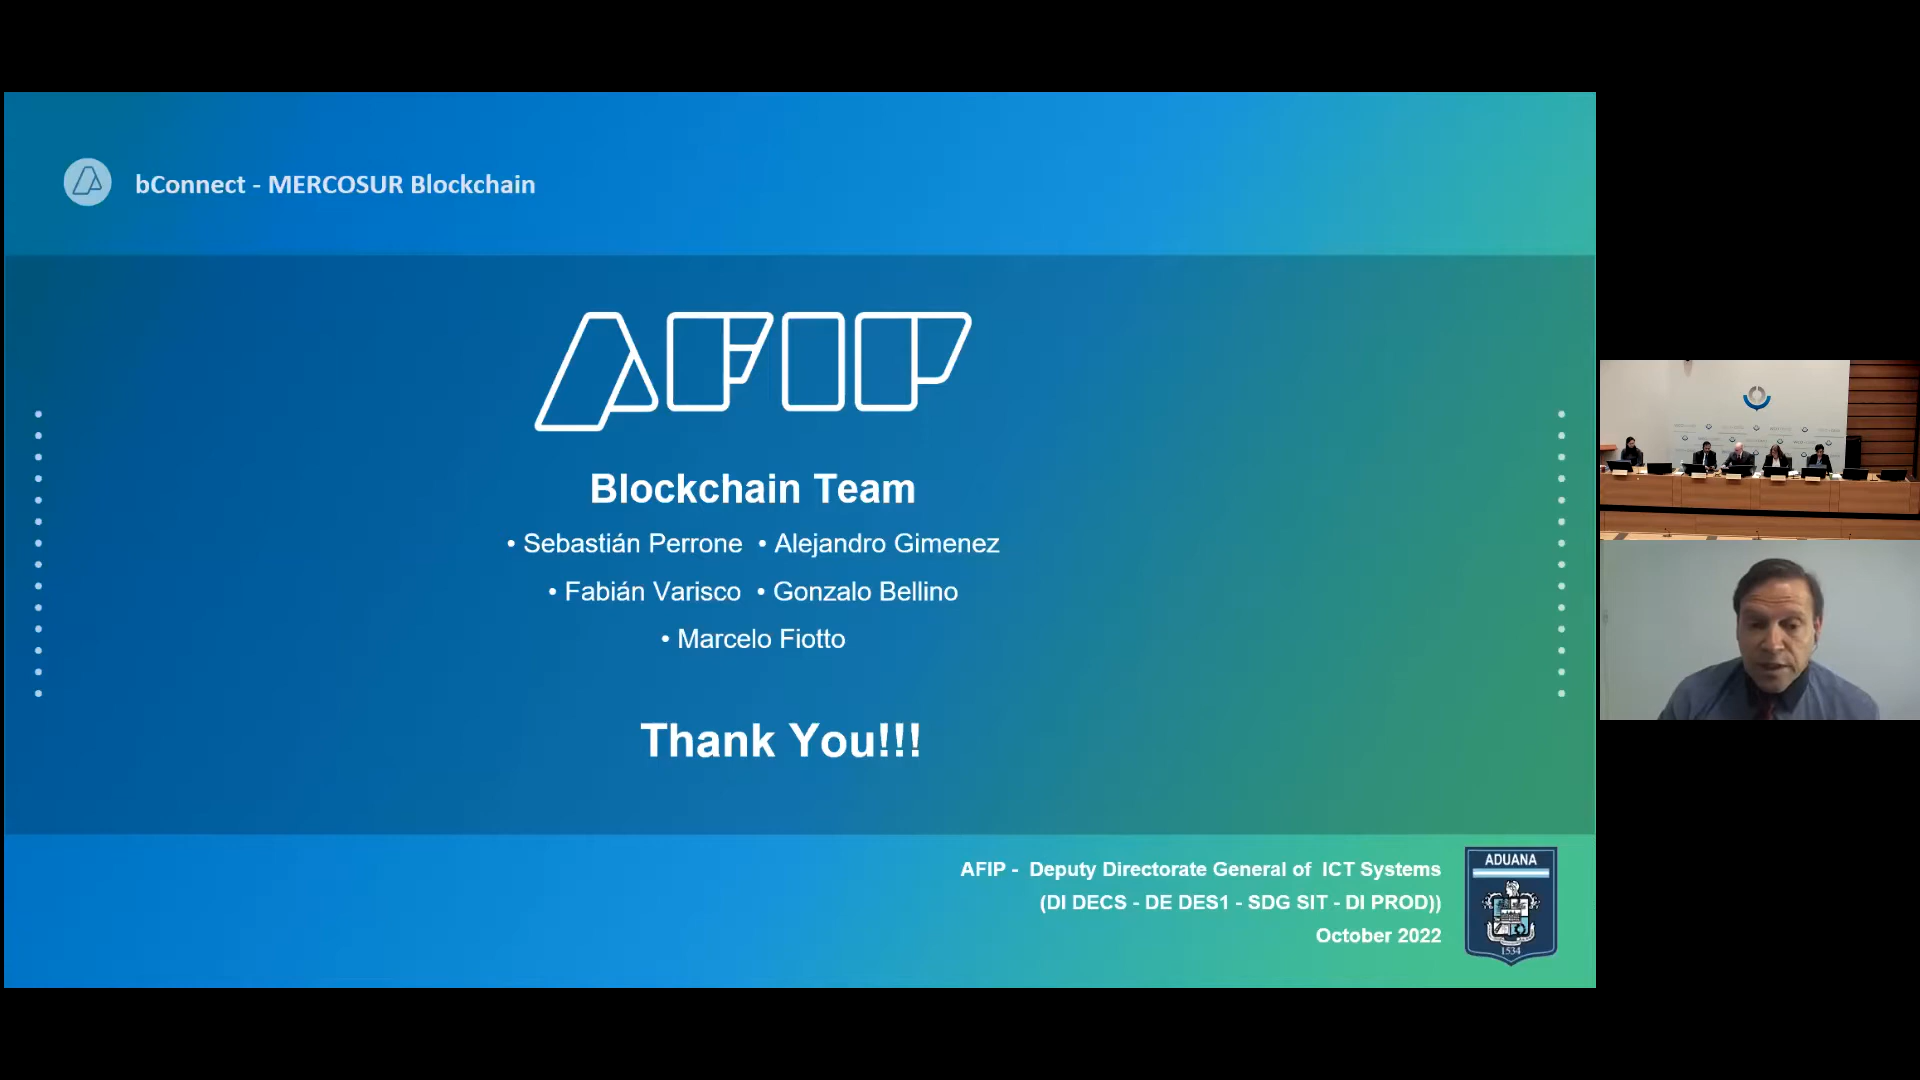 bConnect - MERCOSUR Blockchain
AFIP
Blockchain Team
• Sebastián Perrone • Alejandro Gimenez
• Fabián Varisco • Gonzalo Bellino
• Marcelo Fiotto
Thank You!!!
AFIP - Deputy Directorate General of ICT Systems
(DI DECS - DE DES1 - SDG SIT - DI PROD))
October 2022
ADUANA
1534